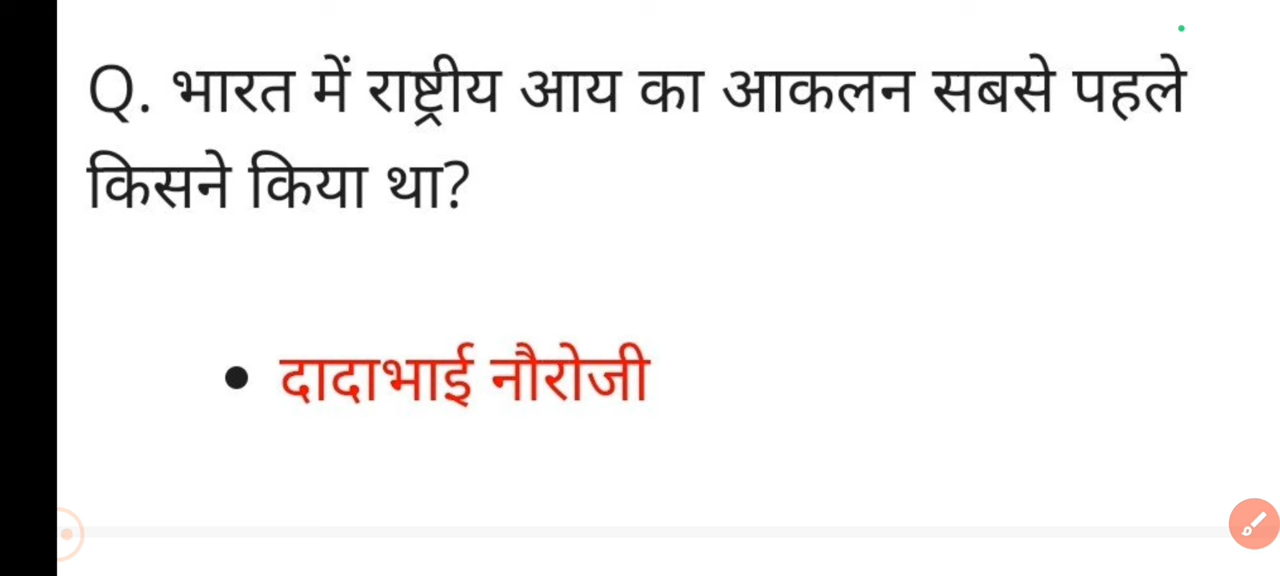 Q. भारत में राष्ट्रीय आय का आकलन सबसे पहले
किसने किया था?
• दादाभाई नौरोजी